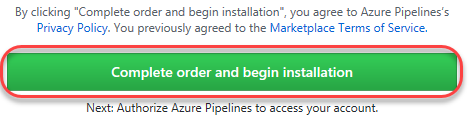 By clicking "Complete order and begin installation", you agree to Azure Pipelines's
Privacy Policy. You previously agreed to the Marketplace Terms of Service.
Complete order and begin installation
Next: Authorize Azure Pipelines to access your account.